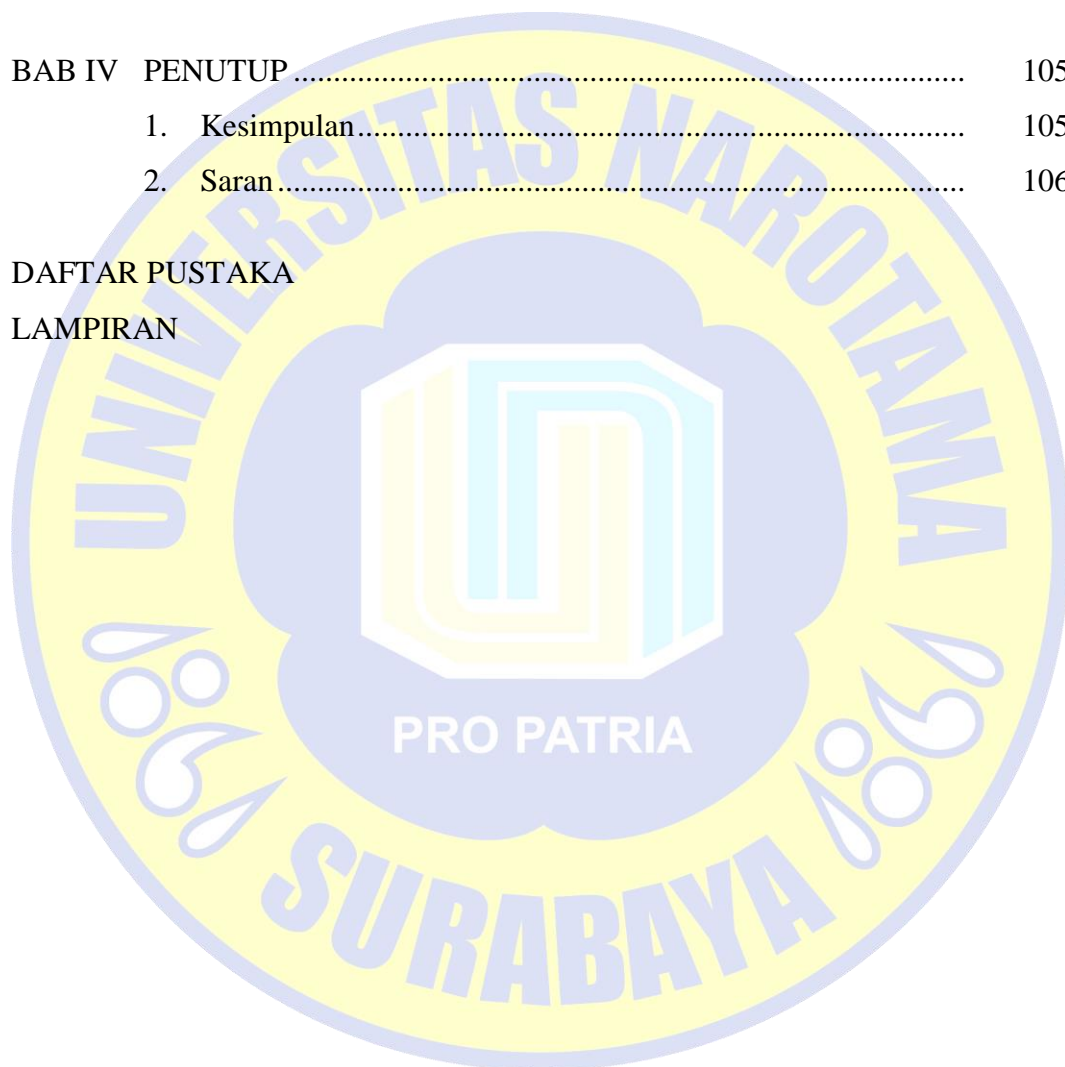 BAB IV PENUTUP ........................................................................ 105
1. Kesimpulan ........................................................................ 105
2. Saran ........................................................................ 106
DAFTAR PUSTAKA
LAMPIRAN
UNIVERSITAS NAROTAMA
PRO PATRIA
SURABAYA